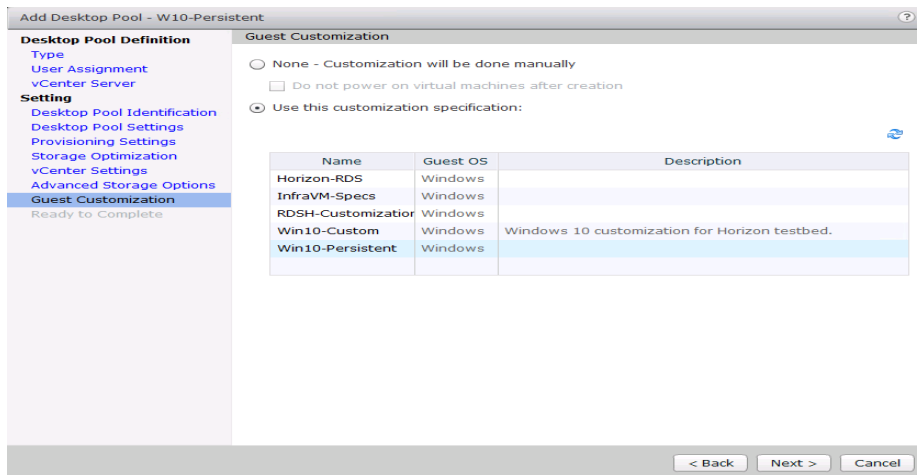 Add Desktop Pool - W10-Persistent
?
Desktop Pool Definition
Type
User Assignment
vCenter Server
Setting
Desktop Pool Identification
Desktop Pool Settings
Provisioning Settings
Storage Optimization
vCenter Settings
Advanced Storage Options
Guest Customization
Ready to Complete
Guest Customization
None - Customization will be done manually
Do not power on virtual machines after creation
Use this customization specification:
Name Guest OS Description
Horizon-RDS Windows
InfraVM-Specs Windows
RDSH-Customization Windows
Win10-Custom Windows Windows 10 customization for Horizon testbed.
Win10-Persistent Windows
< Back Next > Cancel